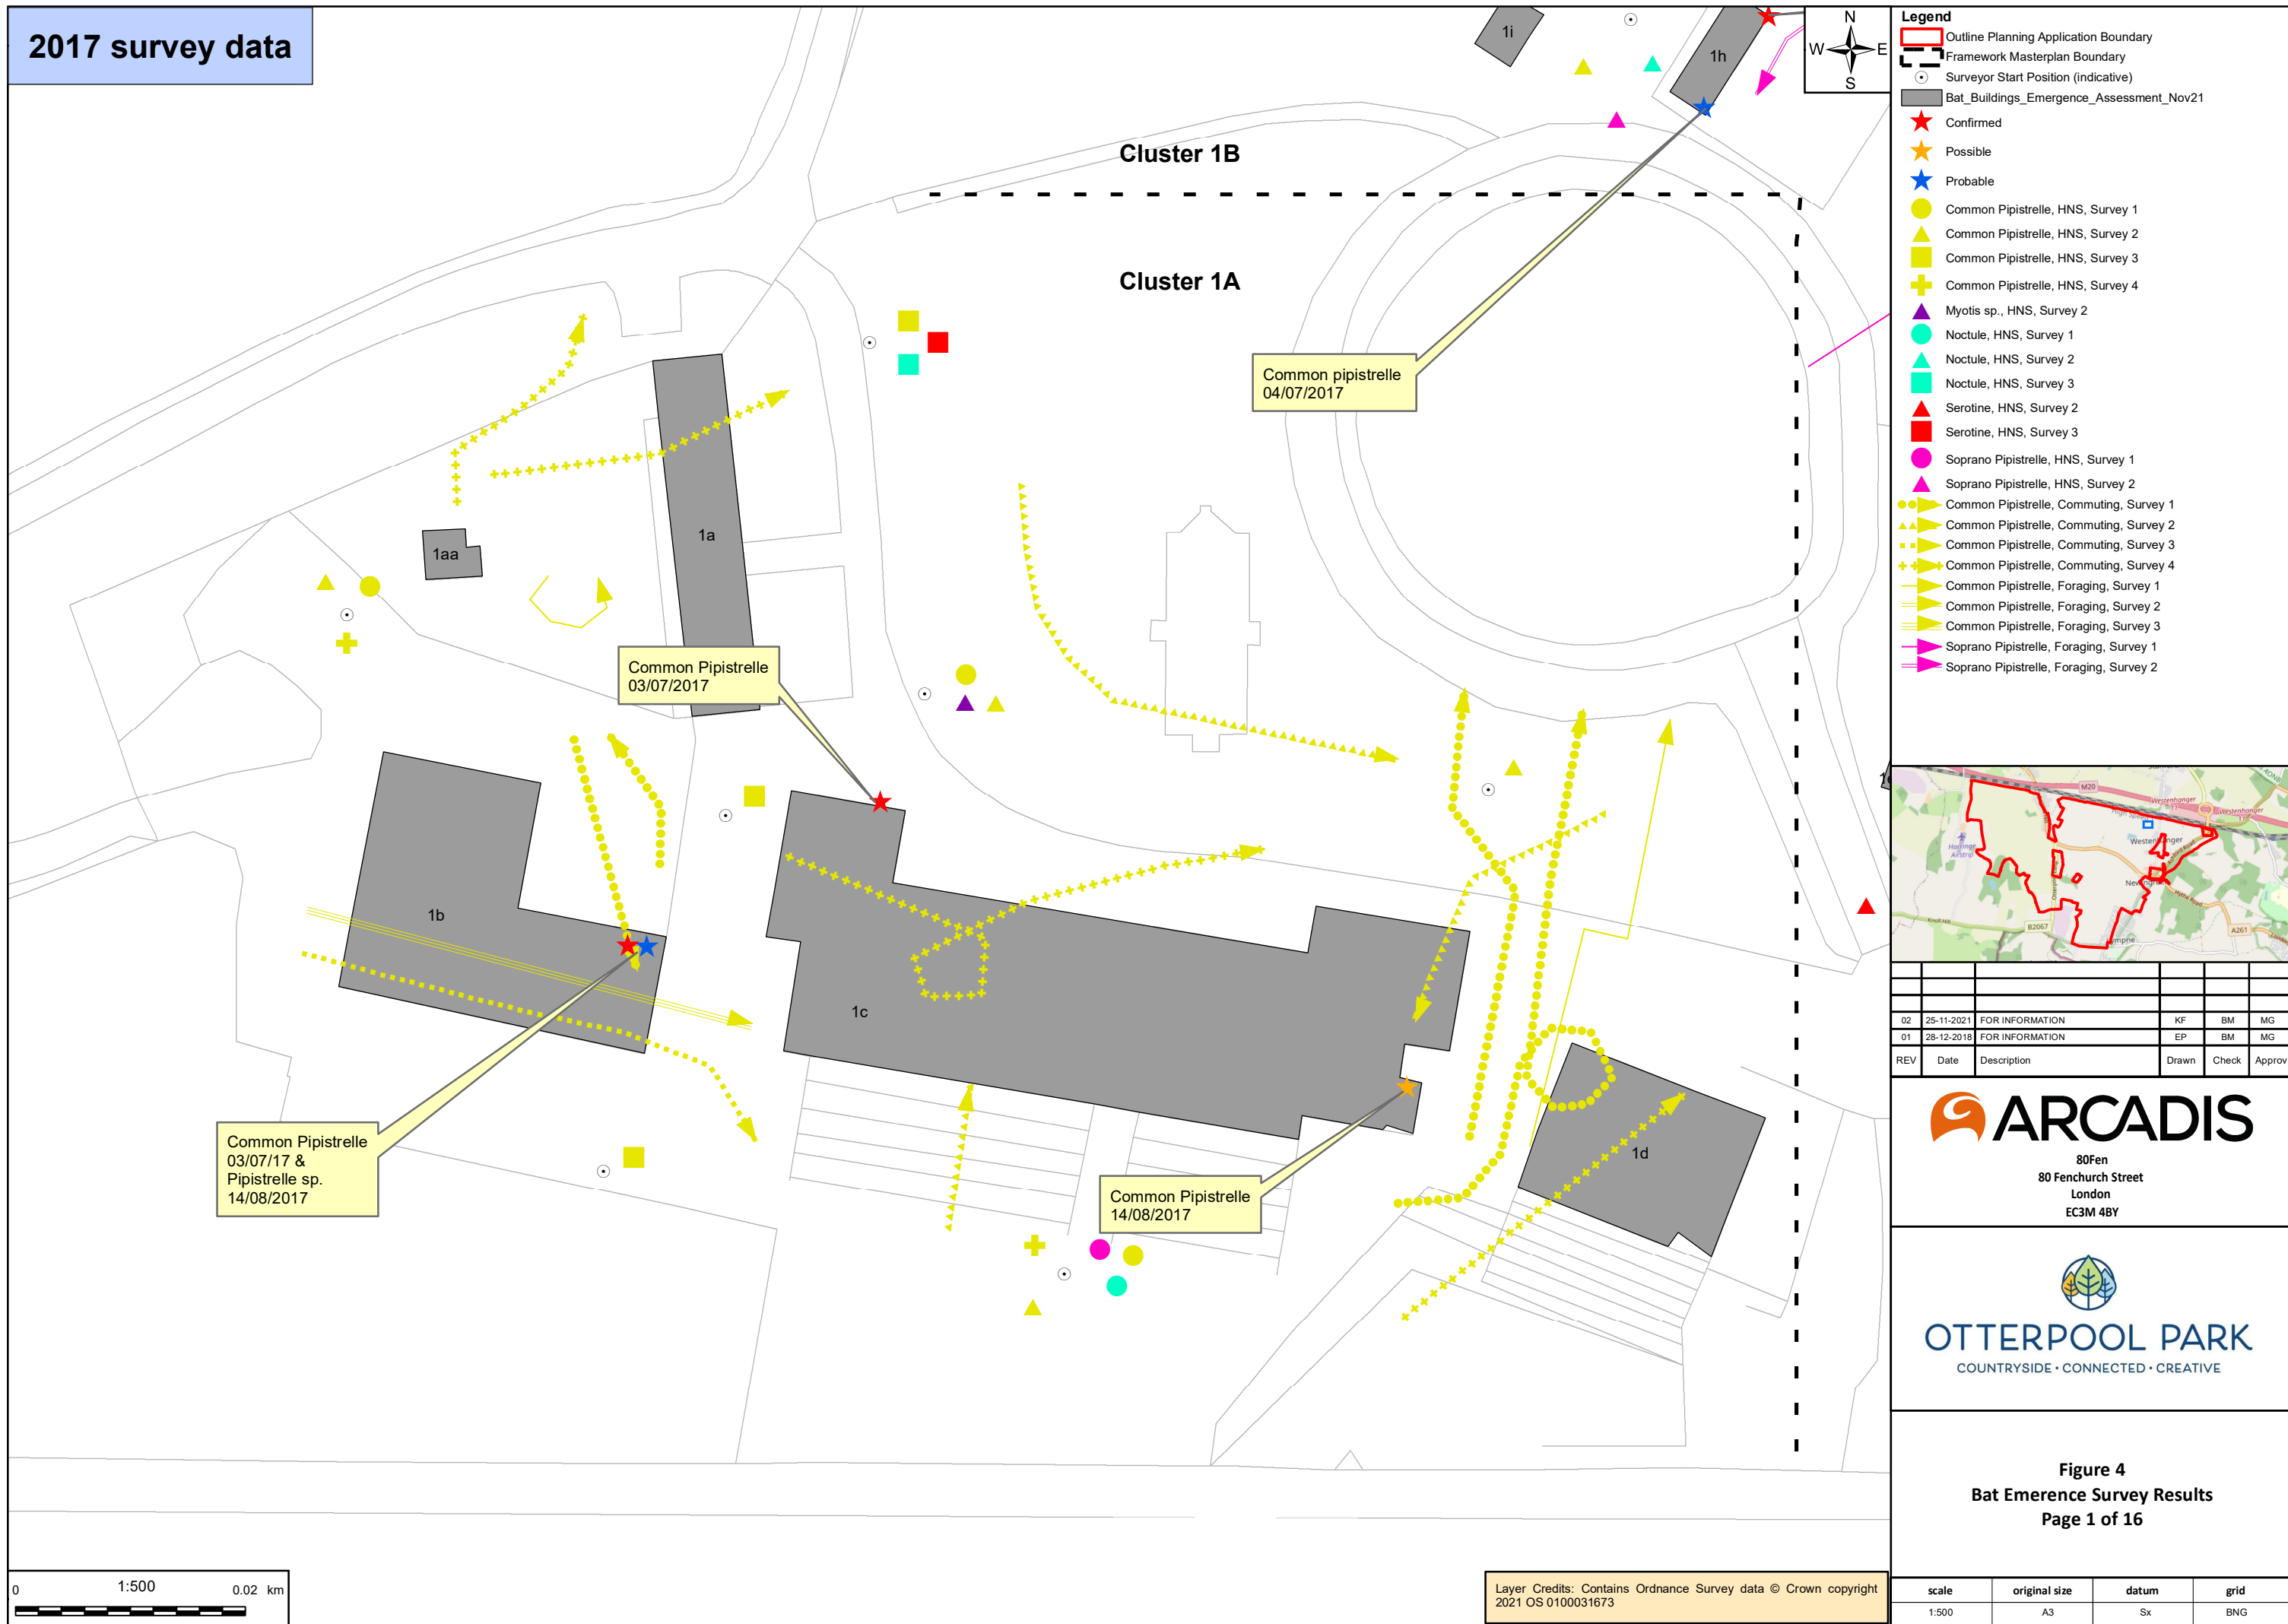 2017 survey data
1i
1h
N
W E
S
Cluster 1B
Cluster 1A
Common pipistrelle
04/07/2017
1aa
1a
Common Pipistrelle
03/07/2017
1b
1c
1d
Common Pipistrelle
03/07/17 &
Pipistrelle sp.
14/08/2017
Common Pipistrelle
14/08/2017
0 1:500 0.02 km
Layer Credits: Contains Ordnance Survey data © Crown copyright
2021 OS 0100031673
Legend
Outline Planning Application Boundary
Framework Masterplan Boundary
Surveyor Start Position (indicative)
Bat_Buildings_Emergence_Assessment_Nov21
Confirmed
Possible
Probable
Common Pipistrelle, HNS, Survey 1
Common Pipistrelle, HNS, Survey 2
Common Pipistrelle, HNS, Survey 3
Common Pipistrelle, HNS, Survey 4
Myotis sp., HNS, Survey 2
Noctule, HNS, Survey 1
Noctule, HNS, Survey 2
Noctule, HNS, Survey 3
Serotine, HNS, Survey 2
Serotine, HNS, Survey 3
Soprano Pipistrelle, HNS, Survey 1
Soprano Pipistrelle, HNS, Survey 2
Common Pipistrelle, Commuting, Survey 1
Common Pipistrelle, Commuting, Survey 2
Common Pipistrelle, Commuting, Survey 3
Common Pipistrelle, Commuting, Survey 4
Common Pipistrelle, Foraging, Survey 1
Common Pipistrelle, Foraging, Survey 2
Common Pipistrelle, Foraging, Survey 3
Soprano Pipistrelle, Foraging, Survey 1
Soprano Pipistrelle, Foraging, Survey 2
M20
Westenhanger
Westenhanger
Westenhanger
Airstrip
B2067
A261
02 25-11-2021 FOR INFORMATION KF BM MG
01 28-12-2018 FOR INFORMATION EP BM MG
REV Date Description Drawn Check Approv
ARCADIS
80Fen
80 Fenchurch Street
London
EC3M 4BY
OTTERPOOL PARK
COUNTRYSIDE • CONNECTED • CREATIVE
Figure 4
Bat Emerence Survey Results
Page 1 of 16
scale original size datum grid
1:500 A3 Sx BNG